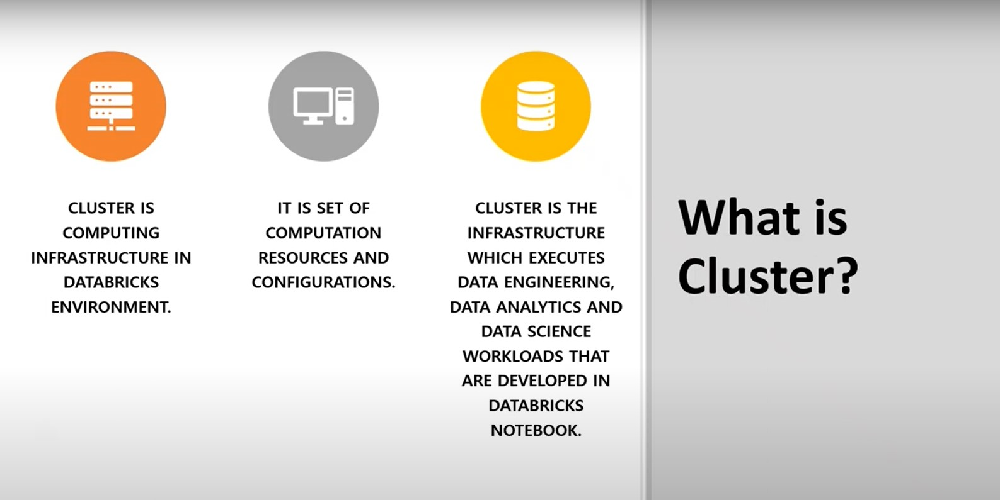 CLUSTER IS
COMPUTING
INFRASTRUCTURE IN
DATABRICKS
ENVIRONMENT.
IT IS SET OF
COMPUTATION
RESOURCES AND
CONFIGURATIONS.
CLUSTER IS THE
INFRASTRUCTURE
WHICH EXECUTES
DATA ENGINEERING,
DATA ANALYTICS AND
DATA SCIENCE
WORKLOADS THAT
ARE DEVELOPED IN
DATABRICKS
NOTEBOOK.
What is
Cluster?